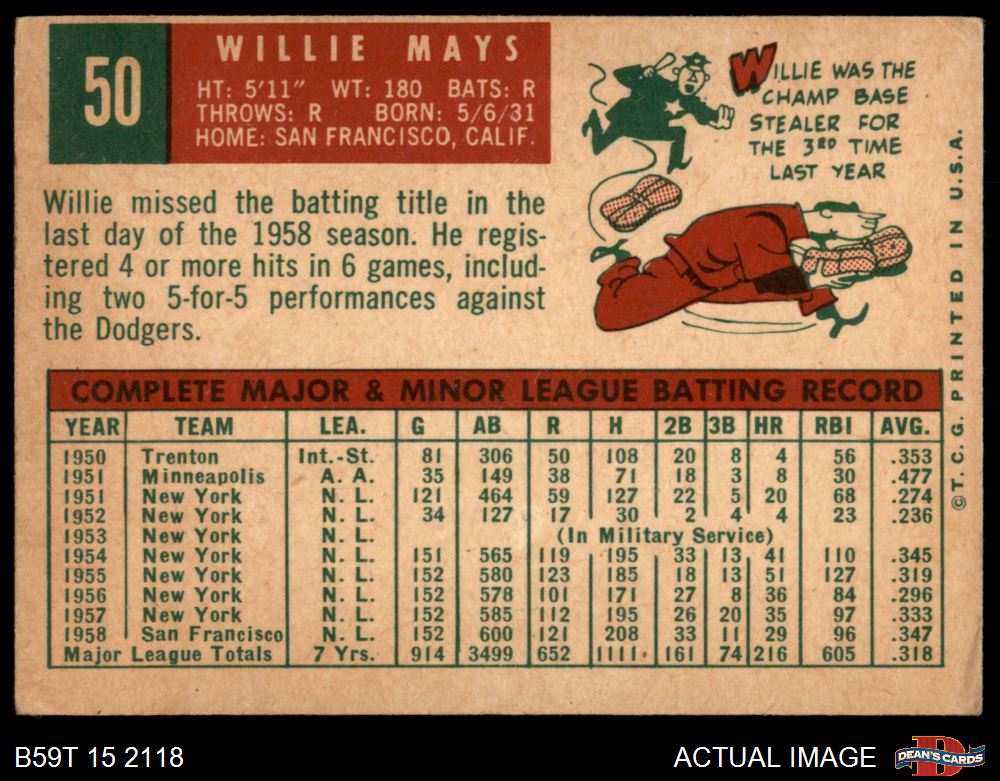 50
WILLIE MAYS
HT: 5'11" WT: 180 BATS: R
THROWS: R BORN: 5/6/31
HOME: SAN FRANCISCO, CALIF.
WILLIE WAS THE
CHAMP BASE
STEALER FOR
THE 3RD TIME
LAST YEAR
Willie missed the batting title in the
last day of the 1958 season. He regis-
tered 4 or more hits in 6 games, includ-
ing two 5-for-5 performances against
the Dodgers.
COMPLETE MAJOR & MINOR LEAGUE BATTING RECORD
YEAR TEAM LEA. G AB R H 2B 3B HR RBI AVG.
1950 Trenton Int.-St. 81 306 50 108 20 8 4 56 .353
1951 Minneapolis A. A. 35 149 38 71 18 3 8 30 .477
1951 New York N. L. 121 464 59 127 22 5 20 68 .274
1952 New York N. L. 34 127 17 30 2 4 4 23 .236
1953 New York N. L. (In Military Service)
1954 New York N. L. 151 565 119 195 33 13 41 110 .345
1955 New York N. L. 152 580 123 185 18 13 51 127 .319
1956 New York N. L. 152 578 101 171 27 8 36 84 .296
1957 New York N. L. 152 585 112 195 26 20 35 97 .333
1958 San Francisco N. L. 152 600 121 208 33 11 29 96 .347
Major League Totals 7 Yrs. 914 3499 652 1111 161 74 216 605 .318
© T. C. G. PRINTED IN U.S.A.
B59T 15 2118
ACTUAL IMAGE
D
DEAN'S CARDS